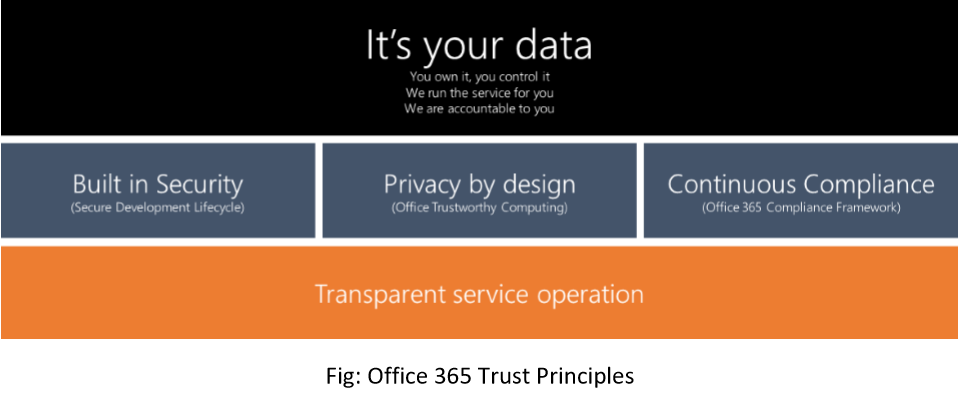 It's your data
You own it, you control it
We run the service for you
We are accountable to you
Built in Security
(Secure Development Lifecycle)
Privacy by design
(Office Trustworthy Computing)
Continuous Compliance
(Office 365 Compliance Framework)
Transparent service operation
Fig: Office 365 Trust Principles